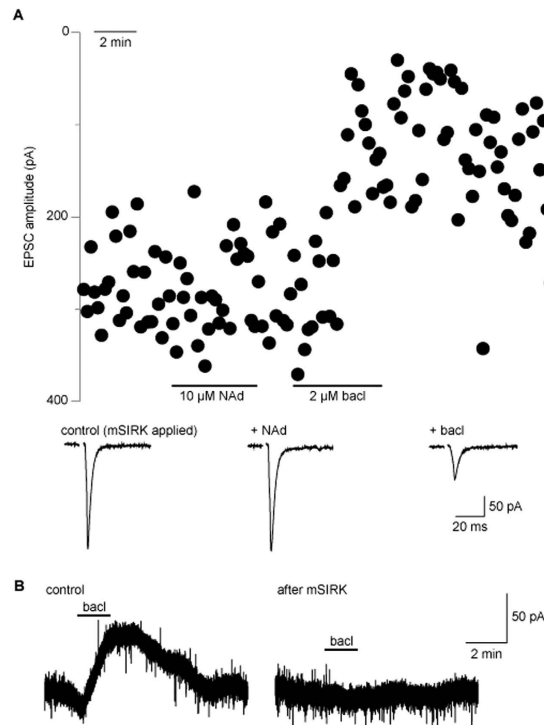 A
0
2 min
EPSC amplitude (pA)
200
400
10 µM NAd
2 µM bacl
control (mSIRK applied)
+ NAd
+ bacl
50 pA
20 ms
B
control
after mSIRK
bacl
bacl
50 pA
2 min